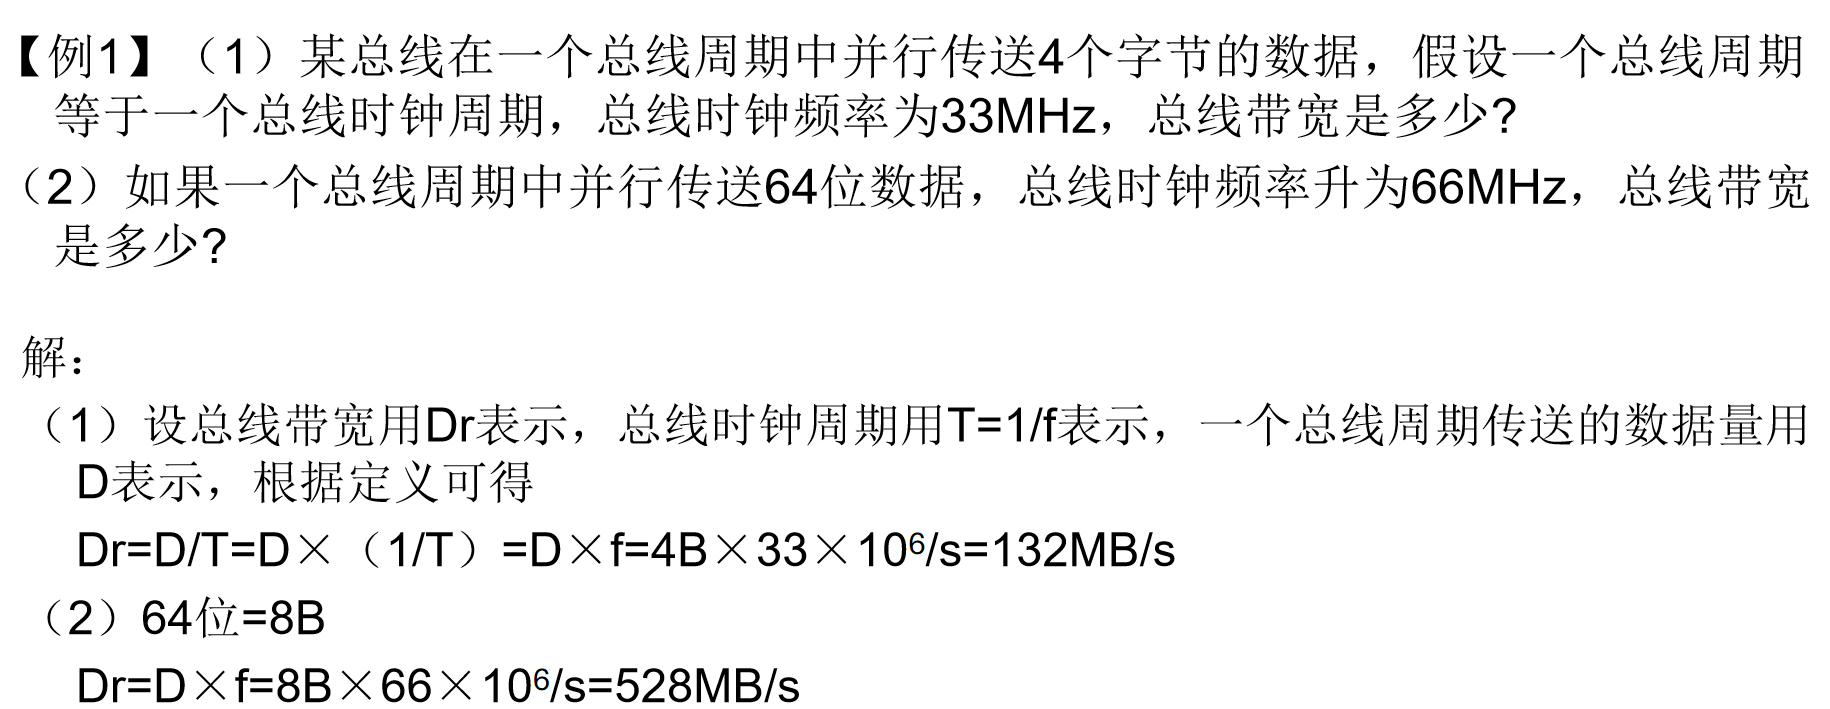 【例1】（1）某总线在一个总线周期中并行传送4个字节的数据，假设一个总线周期
等于一个总线时钟周期，总线时钟频率为33MHz，总线带宽是多少?
（2）如果一个总线周期中并行传送64位数据，总线时钟频率升为66MHz，总线带宽
是多少?
解：
（1）设总线带宽用Dr表示，总线时钟周期用T=1/f表示，一个总线周期传送的数据量用
D表示，根据定义可得
Dr=D/T=D×（1/T）=D×f=4B×33×10⁶/s=132MB/s
（2）64位=8B
Dr=D×f=8B×66×10⁶/s=528MB/s